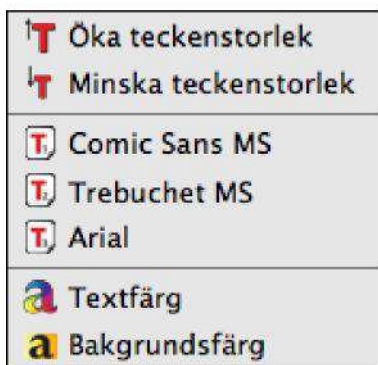 Öka teckenstorlek
Minska teckenstorlek
Comic Sans MS
Trebuchet MS
Arial
Textfärg
Bakgrundsfärg